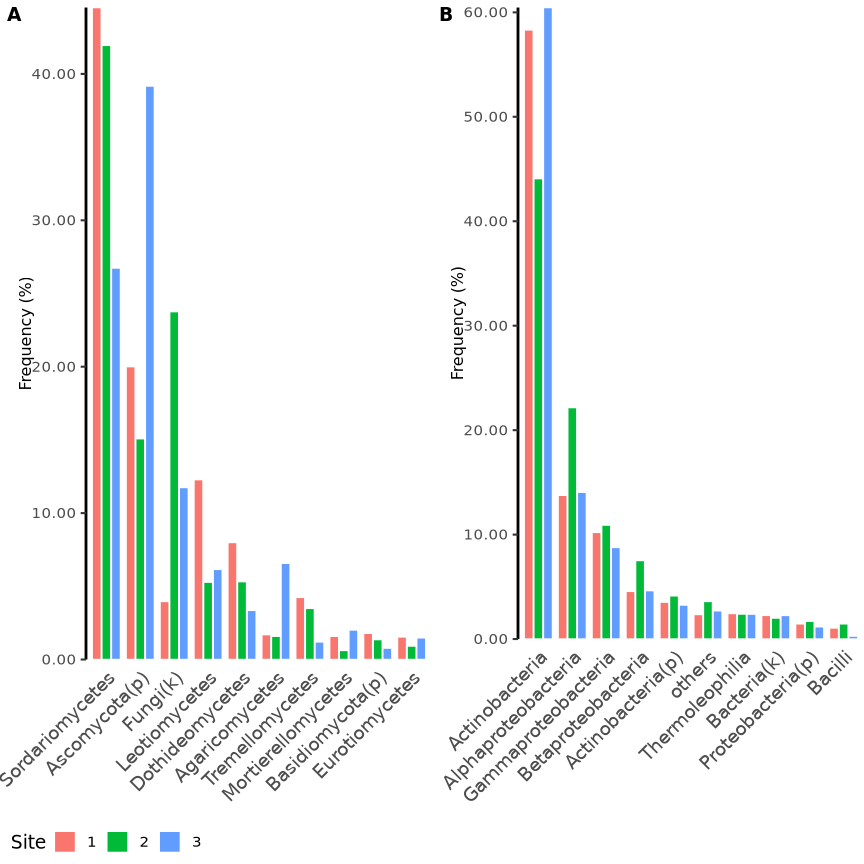 A
Frequency (%)
40.00
30.00
20.00
10.00
0.00
Sordariomycetes
Ascomycota(p)
Fungi(k)
Leotiomycetes
Dothideomycetes
Agaricomycetes
Tremellomycetes
Mortierellomycetes
Basidiomycota(p)
Eurotiomycetes
B
Frequency (%)
60.00
50.00
40.00
30.00
20.00
10.00
0.00
Actinobacteria
Alphaproteobacteria
Gammaproteobacteria
Betaproteobacteria
Actinobacteria(p)
others
Thermoleophilia
Bacteria(k)
Proteobacteria(p)
Bacilli
Site 1 2 3